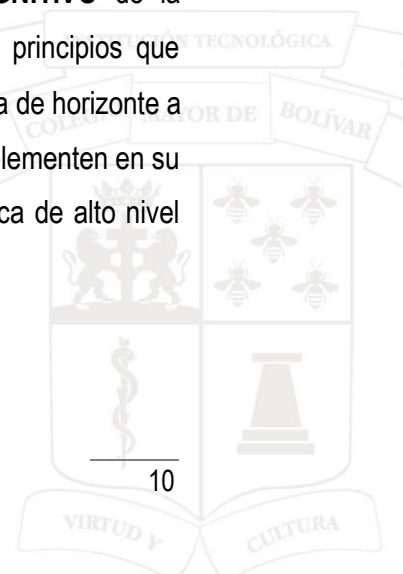 GNITIVO de la
INSTITUCIÓN TECNOLÓGICA
principios que
a de horizonte a
COLEGIO MAYOR DE BOLÍVAR
lementen en su
ca de alto nivel
10
VIRTUD Y CULTURA